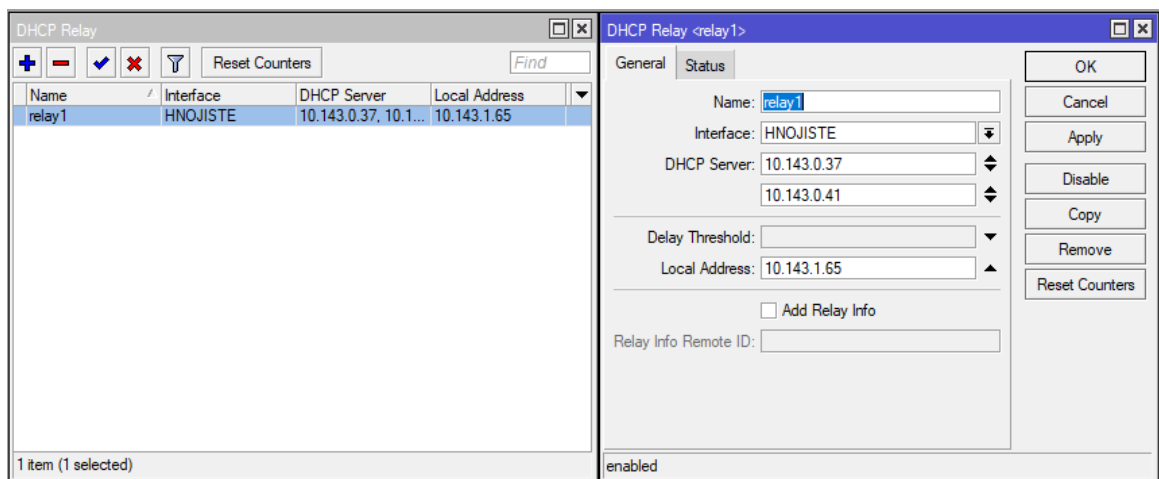 DHCP Relay
Reset Counters
Find
Name Interface DHCP Server Local Address
relay1 HNOJISTE 10.143.0.37, 10.1... 10.143.1.65
1 item (1 selected)
DHCP Relay <relay1>
General Status
Name: relay1
Interface: HNOJISTE
DHCP Server: 10.143.0.37
10.143.0.41
Delay Threshold:
Local Address: 10.143.1.65
Add Relay Info
Relay Info Remote ID:
OK
Cancel
Apply
Disable
Copy
Remove
Reset Counters
enabled